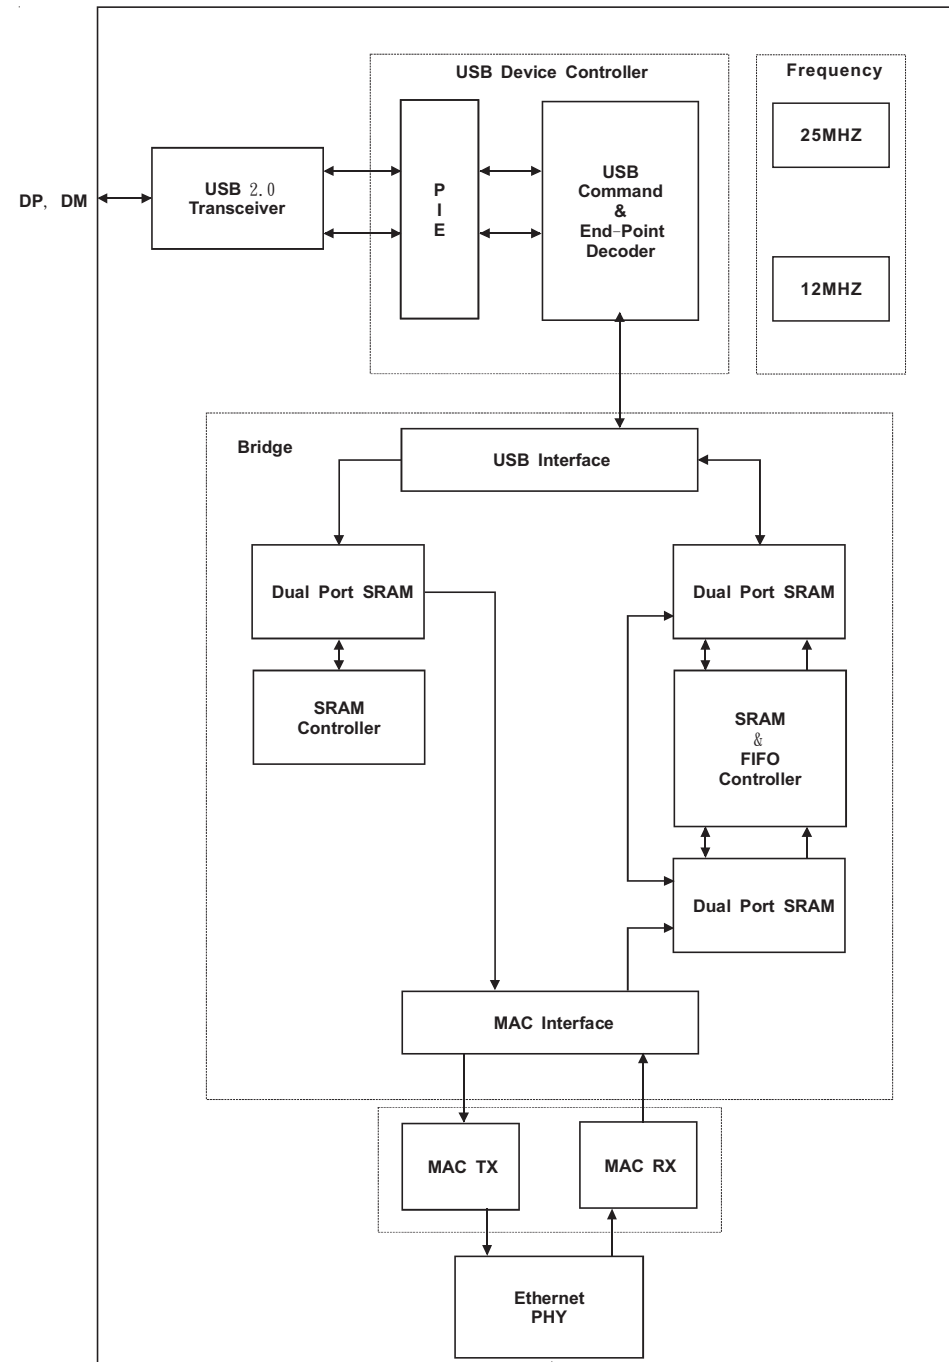 USB Device Controller
Frequency
25MHZ
12MHZ
DP, DM
USB 2.0
Transceiver
P
I
E
USB
Command
&
End-Point
Decoder
Bridge
USB Interface
Dual Port SRAM
SRAM
Controller
Dual Port SRAM
SRAM
&
FIFO
Controller
Dual Port SRAM
MAC Interface
MAC TX
MAC RX
Ethernet
PHY